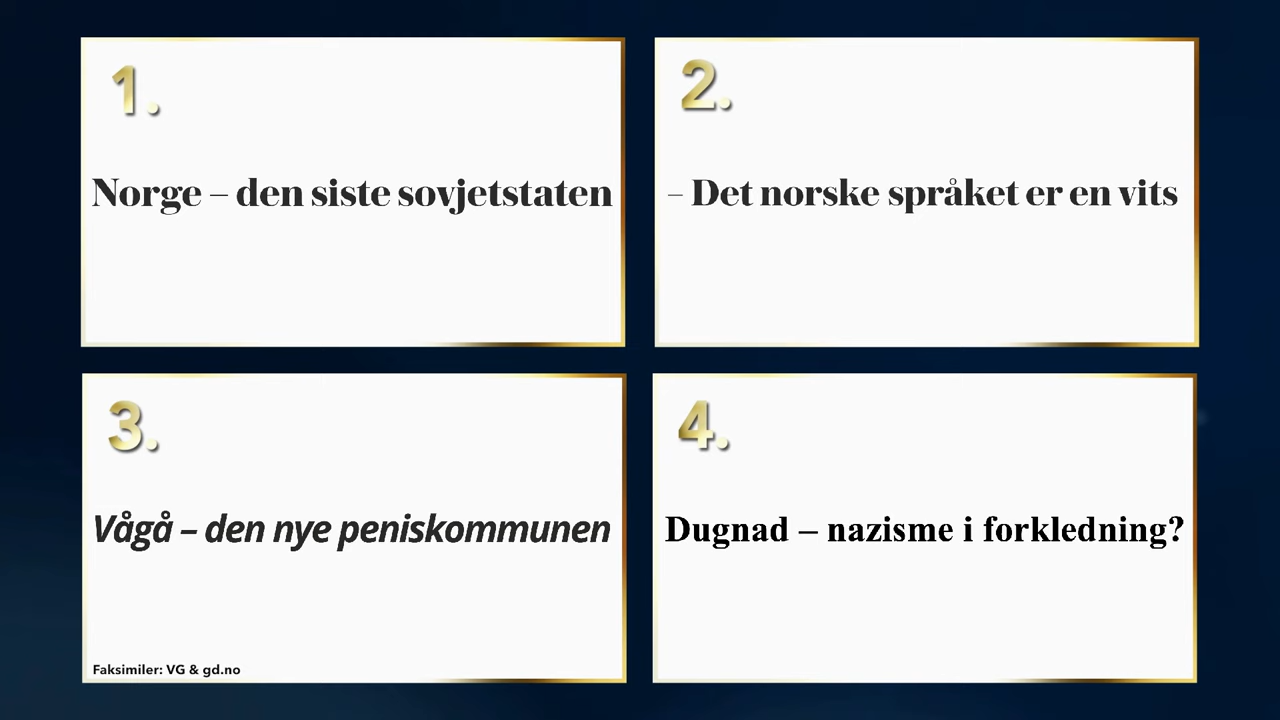 1.
Norge – den siste sovjetstaten
2.
– Det norske språket er en vits
3.
Vågå – den nye peniskommunen
Faksimiler: VG & gd.no
4.
Dugnad – nazisme i forkledning?